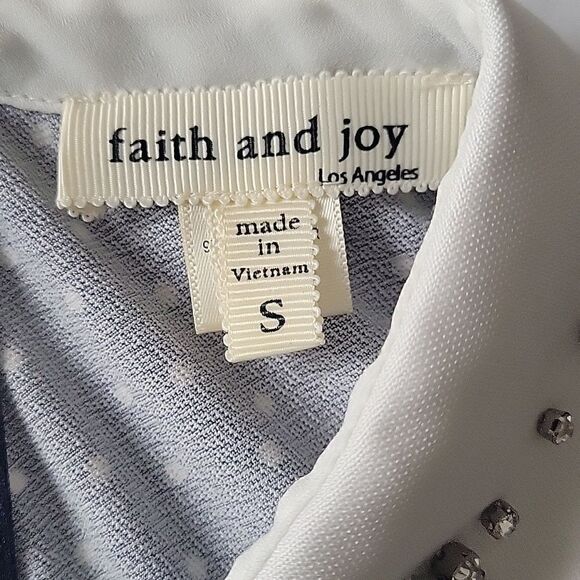 faith and joy
Los Angeles
made
in
Vietnam
S